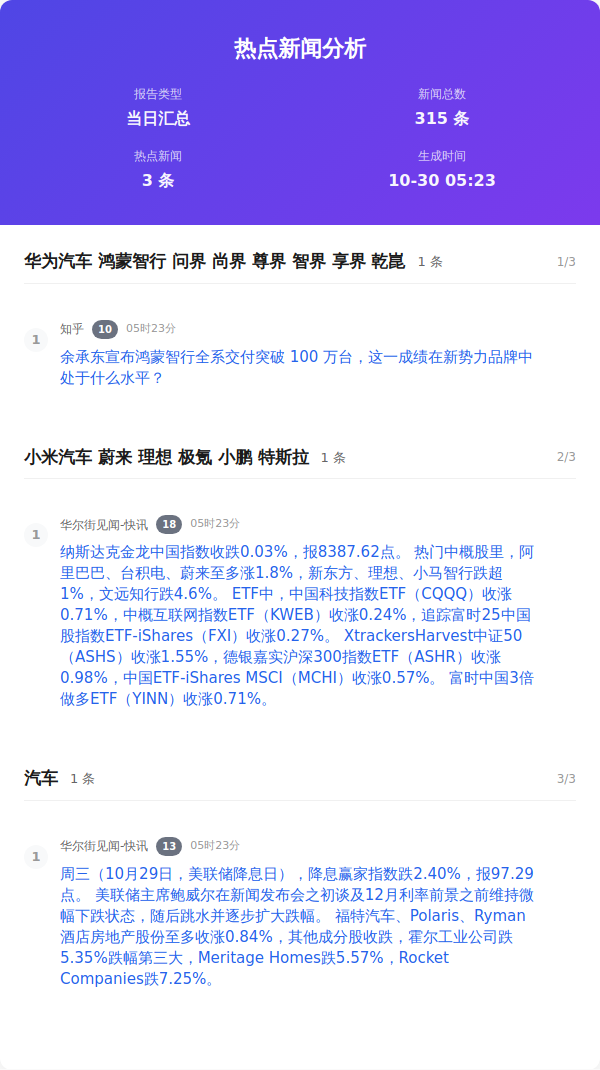 热点新闻分析
报告类型
当日汇总
新闻总数
315 条
热点新闻
3 条
生成时间
10-30 05:23
华为汽车 鸿蒙智行 问界 尚界 尊界 智界 享界 乾崑 1 条 1/3
1
知乎 10 05时23分
余承东宣布鸿蒙智行全系交付突破 100 万台，这一成绩在新势力品牌中
处于什么水平？
小米汽车 蔚来 理想 极氪 小鹏 特斯拉 1 条 2/3
1
华尔街见闻-快讯 18 05时23分
纳斯达克金龙中国指数收跌0.03%，报8387.62点。 热门中概股里，阿
里巴巴、台积电、蔚来至多涨1.8%，新东方、理想、小马智行跌超
1%，文远知行跌4.6%。 ETF中，中国科技指数ETF（CQQQ）收涨
0.71%，中概互联网指数ETF（KWEB）收涨0.24%，追踪富时25中国
股指数ETF-iShares（FXI）收涨0.27%。 XtrackersHarvest中证50
（ASHS）收涨1.55%，德银嘉实沪深300指数ETF（ASHR）收涨
0.98%，中国ETF-iShares MSCI（MCHI）收涨0.57%。 富时中国3倍
做多ETF（YINN）收涨0.71%。
汽车 1 条 3/3
1
华尔街见闻-快讯 13 05时23分
周三（10月29日，美联储降息日），降息赢家指数跌2.40%，报97.29
点。 美联储主席鲍威尔在新闻发布会之初谈及12月利率前景之前维持微
幅下跌状态，随后跳水并逐步扩大跌幅。 福特汽车、Polaris、Ryman
酒店房地产股份至多收涨0.84%，其他成分股收跌，霍尔工业公司跌
5.35%跌幅第三大，Meritage Homes跌5.57%，Rocket
Companies跌7.25%。